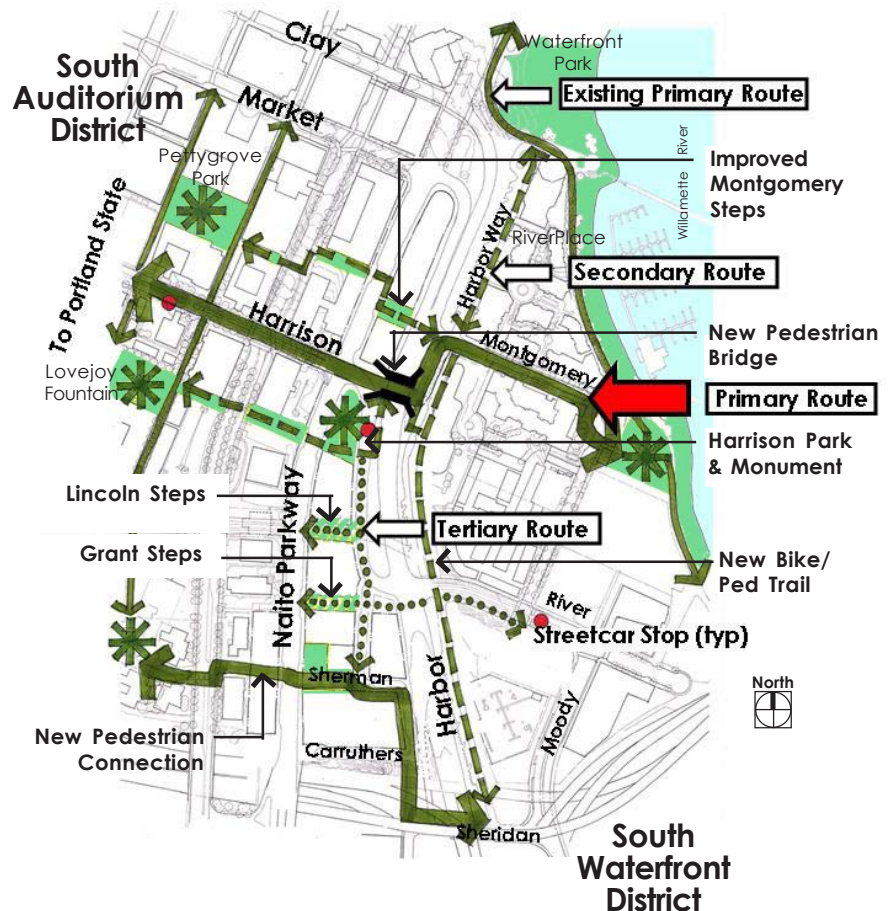 Clay
Waterfront
Park
South
Auditorium
District
Existing Primary Route
Market
Pettygrove
Park
Willamette River
Improved
Montgomery
Steps
To Portland State
Harbor Way
RiverPlace
Secondary Route
Harrison
Montgomery
New Pedestrian
Bridge
Lovejoy
Fountain
Primary Route
Harrison Park
& Monument
Lincoln Steps
Naito Parkway
Tertiary Route
Grant Steps
New Bike/
Ped Trail
River
Streetcar Stop (typ)
Sherman
Harbor
North
Moody
New Pedestrian
Connection
Carruthers
Sheridan
South
Waterfront
District